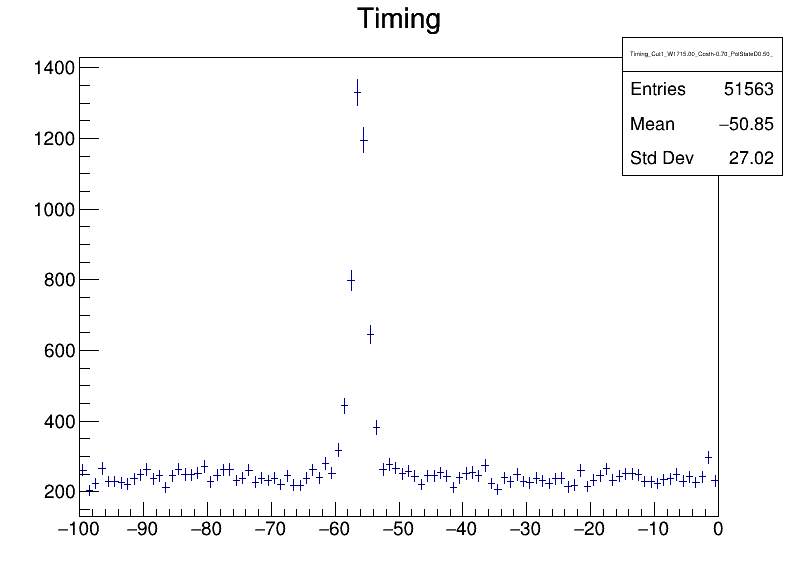 Timing
Timing_Cut1_W1715.00_Costh-0.70_PolStateD0.50_
Entries 51563
Mean −50.85
Std Dev 27.02
1400
1200
1000
800
600
400
200
−100 −90 −80 −70 −60 −50 −40 −30 −20 −10 0